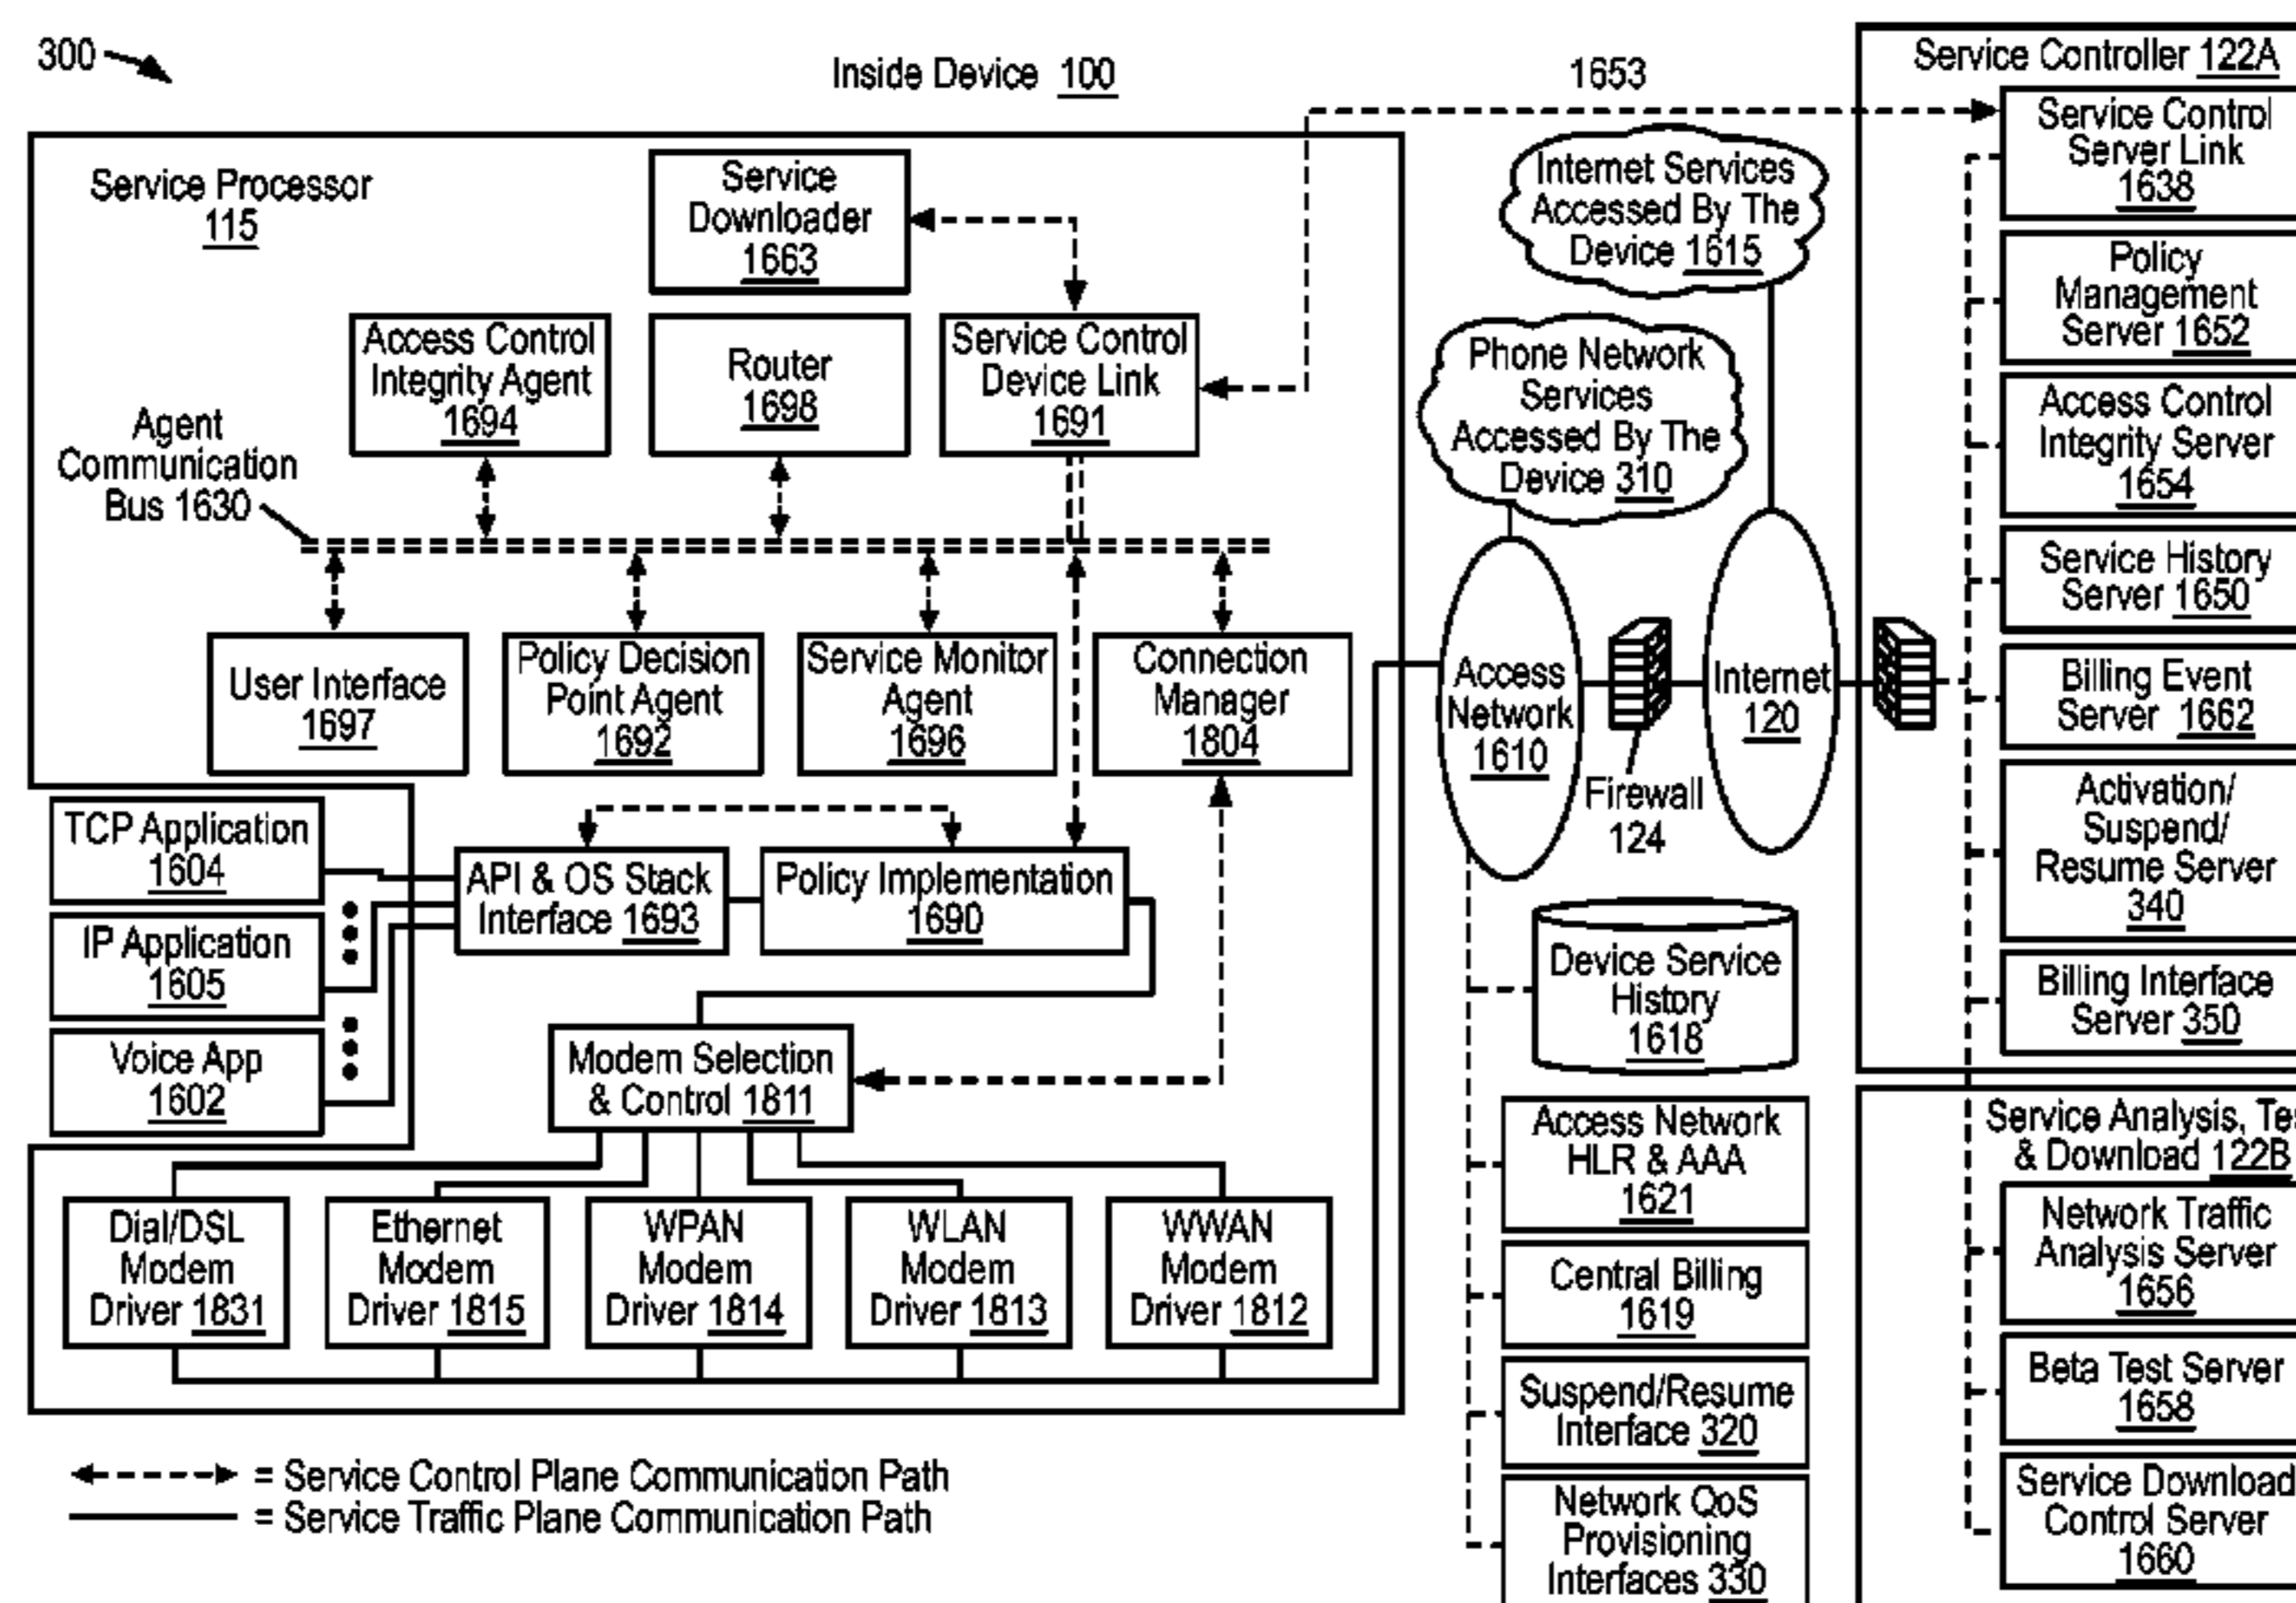 300
Inside Device 100
1653
Service Controller 122A
Service Processor
115
Service
Downloader
1663
Access Control
Integrity Agent
1694
Router
1698
Service Control
Device Link
1691
Agent
Communication
Bus 1630
User Interface
1697
Policy Decision
Point Agent
1692
Service Monitor
Agent
1696
Connection
Manager
1804
TCP Application
1604
IP Application
1605
Voice App
1602
API & OS Stack
Interface 1693
Policy Implementation
1690
Modem Selection
& Control 1811
Dial/DSL
Modem
Driver 1831
Ethernet
Modem
Driver 1815
WPAN
Modem
Driver 1814
WLAN
Modem
Driver 1813
WWAN
Modem
Driver 1812
= Service Control Plane Communication Path
= Service Traffic Plane Communication Path
Internet Services
Accessed By The
Device 1615
Phone Network
Services
Accessed By The
Device 310
Access
Network
1610
Firewall
124
Internet
120
Device Service
History
1618
Access Network
HLR & AAA
1621
Central Billing
1619
Suspend/Resume
Interface 320
Network QoS
Provisioning
Interfaces 330
Service Control
Server Link
1638
Policy
Management
Server 1652
Access Control
Integrity Server
1654
Service History
Server 1650
Billing Event
Server 1662
Activation/
Suspend/
Resume Server
340
Billing Interface
Server 350
Service Analysis,
& Download 122B
Network Traffic
Analysis Server
1656
Beta Test Server
1658
Service Download
Control Server
1660